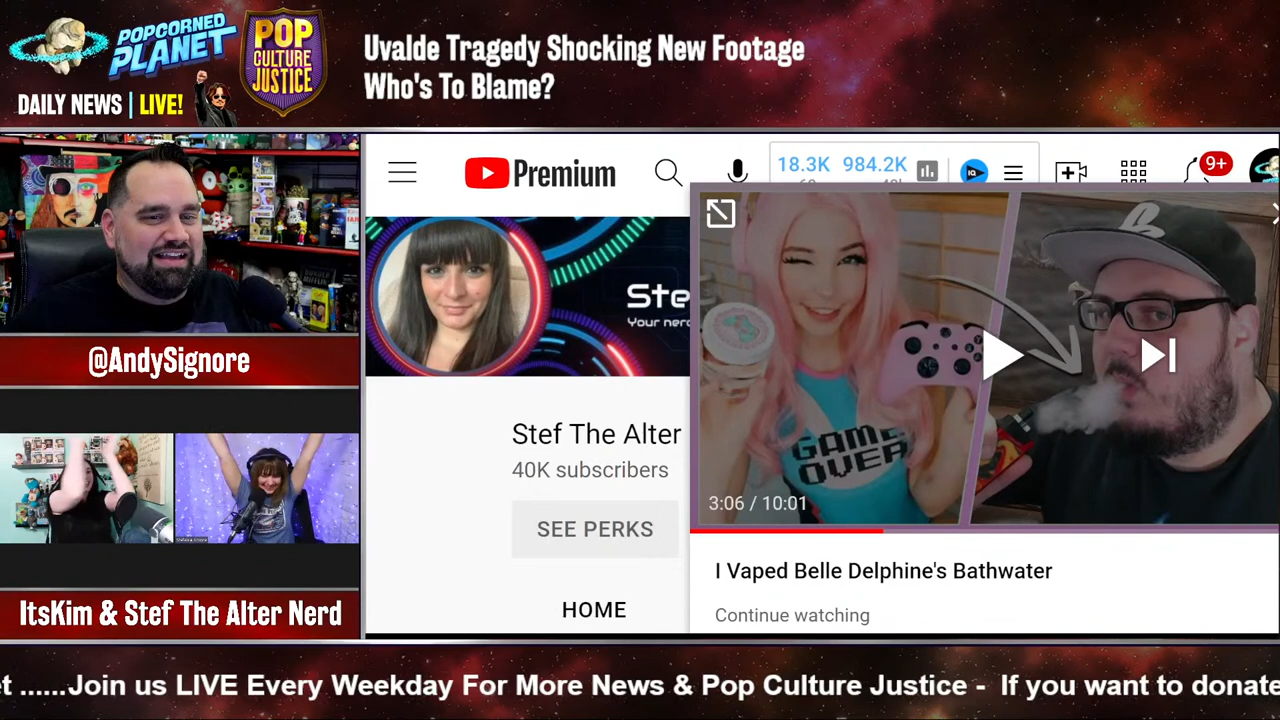 POPCORNED
PLANET
DAILY NEWS | LIVE!
POP
CULTURE
JUSTICE
Uvalde Tragedy Shocking New Footage
Who's To Blame?
Premium
18.3K 984.2K
IQ
9+
@AndySignore
Ste
Your nerd
Stef The Alter
40K subscribers
SEE PERKS
HOME
GAME
OVER
3:06 / 10:01
I Vaped Belle Delphine's Bathwater
Continue watching
ItsKim & Stef The Alter Nerd
t ......Join us LIVE Every Weekday For More News & Pop Culture Justice - If you want to donate